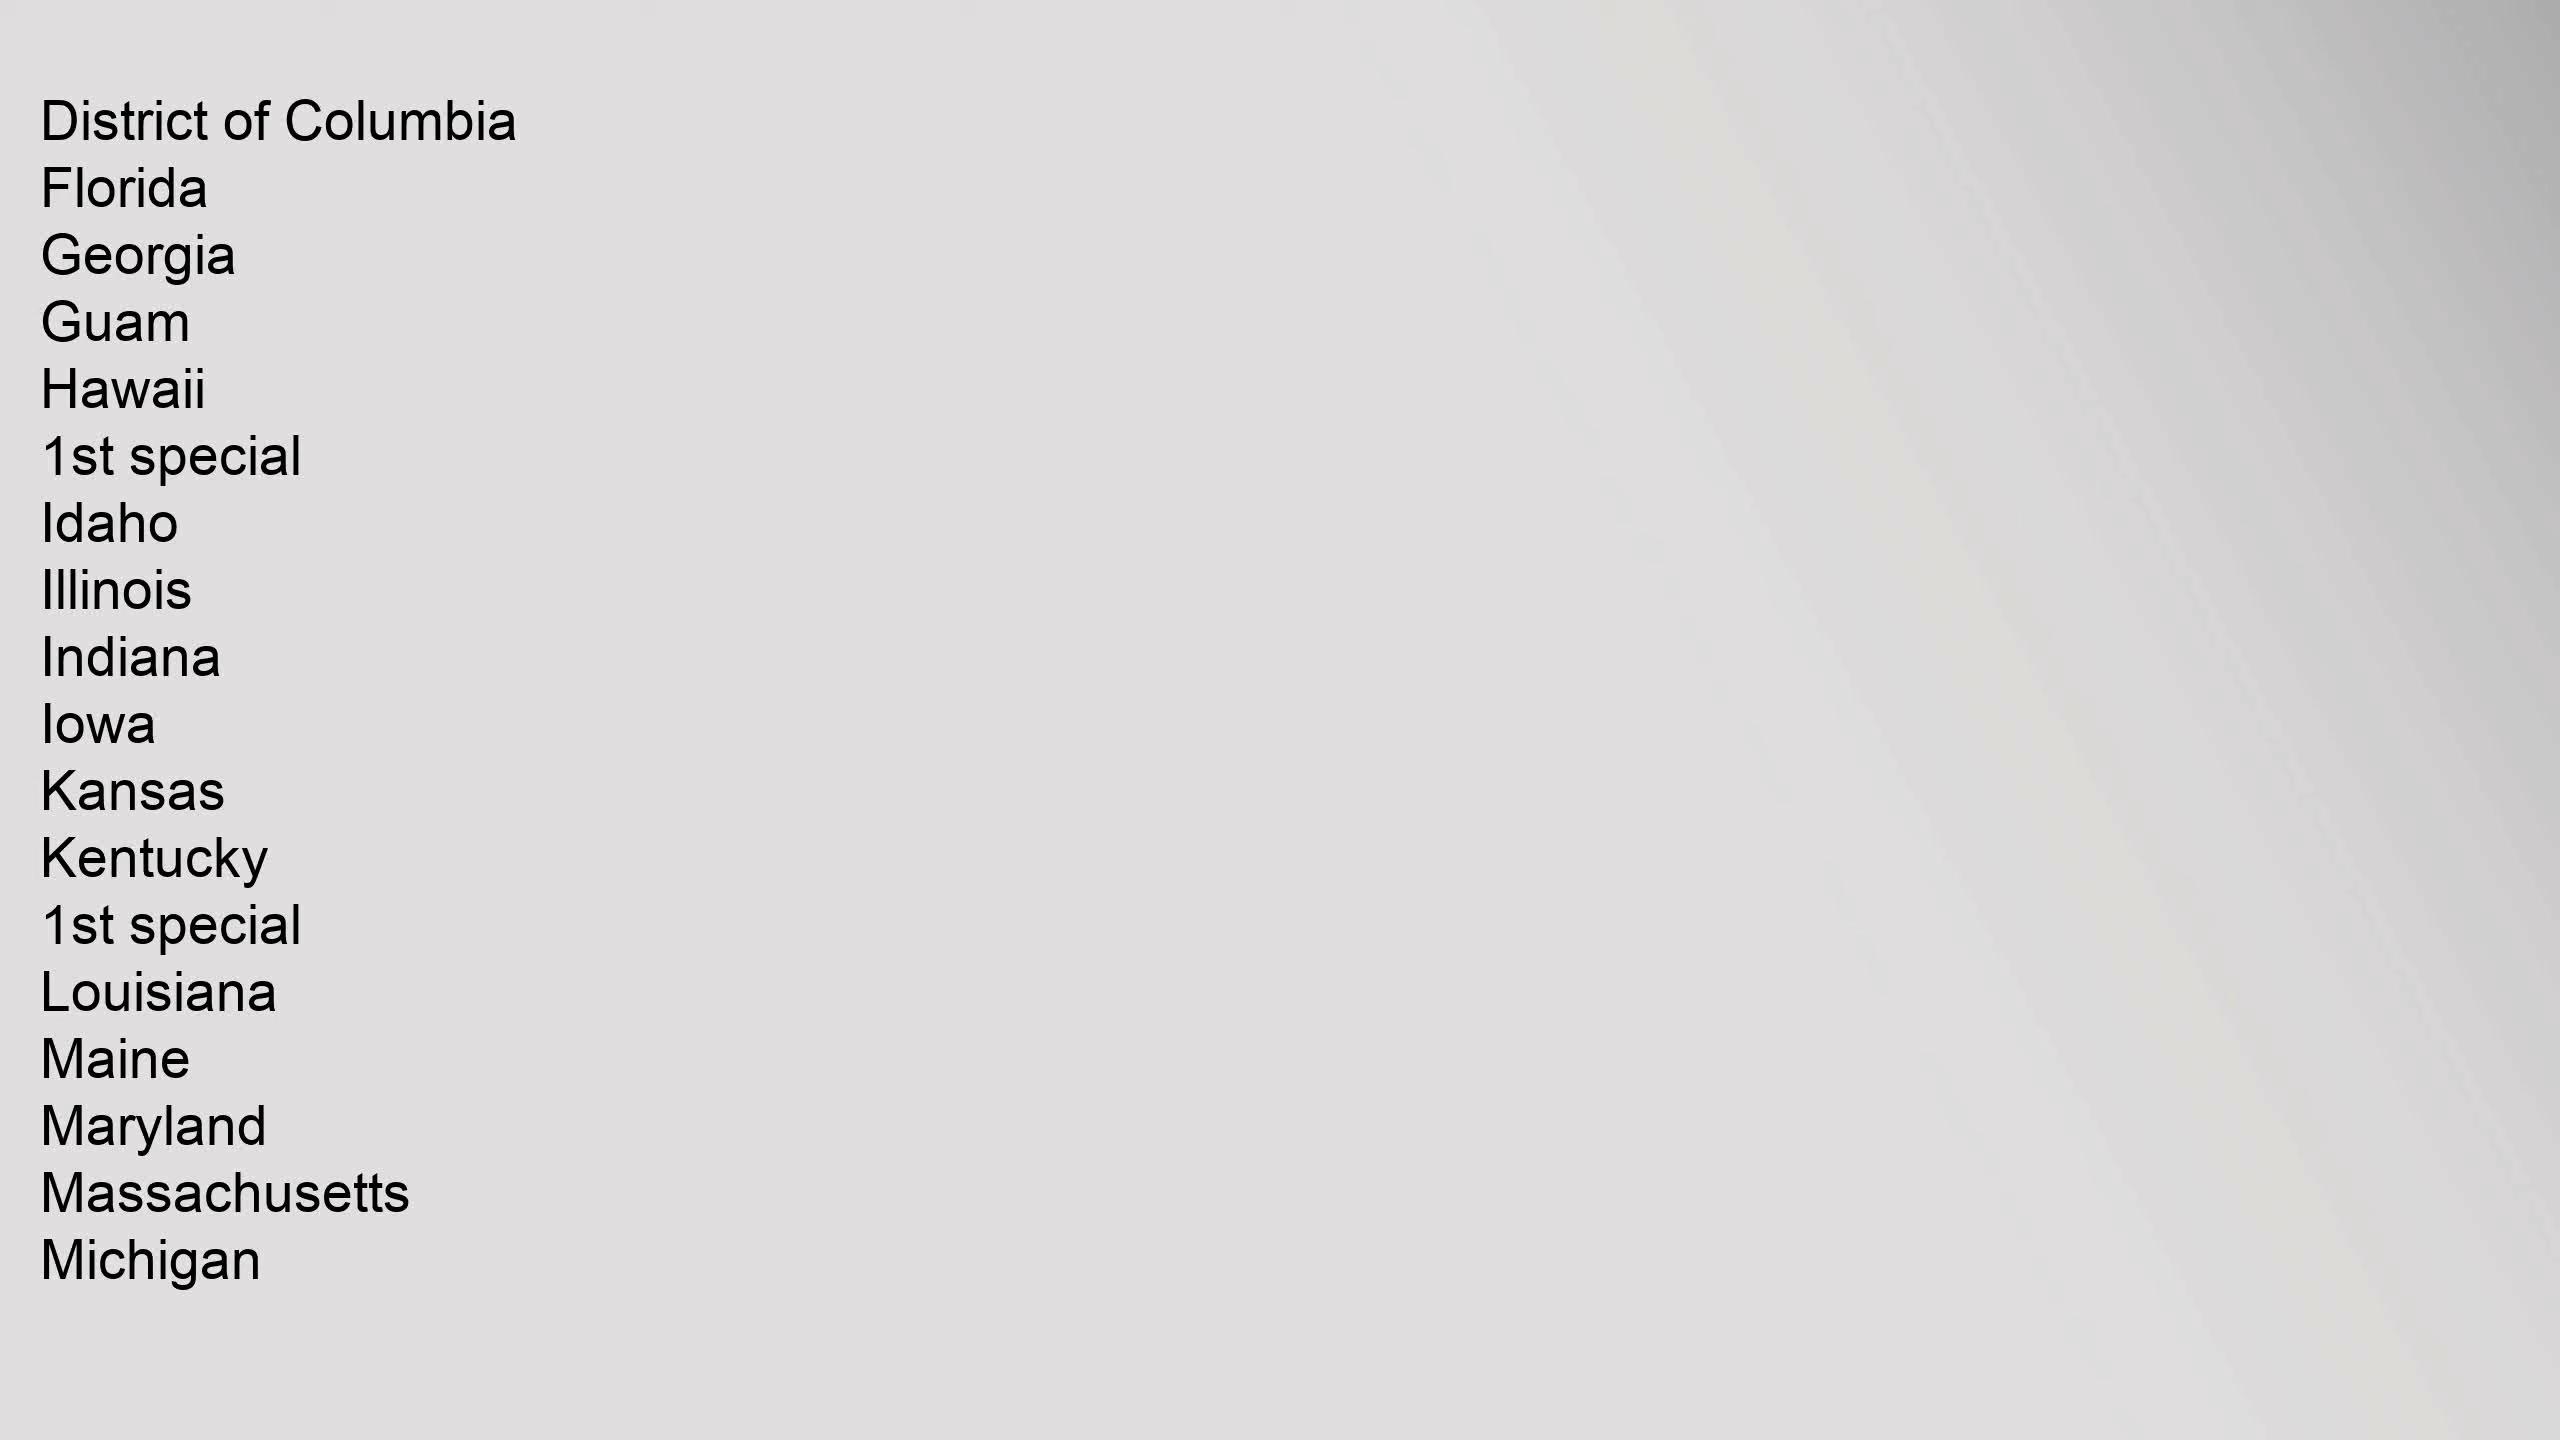 District of Columbia
Florida
Georgia
Guam
Hawaii
1st special
Idaho
Illinois
Indiana
Iowa
Kansas
Kentucky
1st special
Louisiana
Maine
Maryland
Massachusetts
Michigan